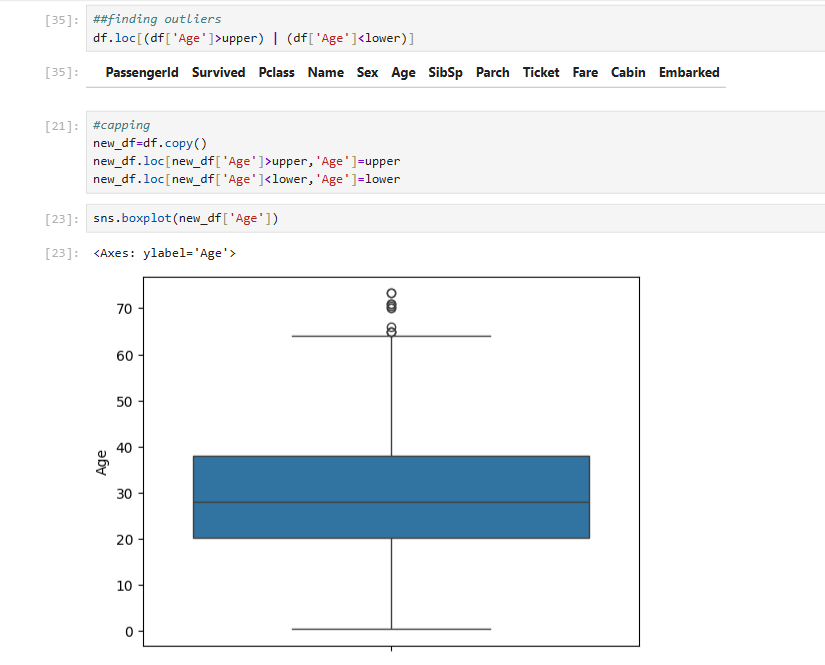 [35]: ##finding outliers
df.loc[(df['Age']>upper) | (df['Age']<lower)]
[35]: PassengerId Survived Pclass Name Sex Age SibSp Parch Ticket Fare Cabin Embarked
[21]: #capping
new_df=df.copy()
new_df.loc[new_df['Age']>upper,'Age']=upper
new_df.loc[new_df['Age']<lower,'Age']=lower
[23]: sns.boxplot(new_df['Age'])
[23]: <Axes: ylabel='Age'>
70
60
50
40
Age
30
20
10
0